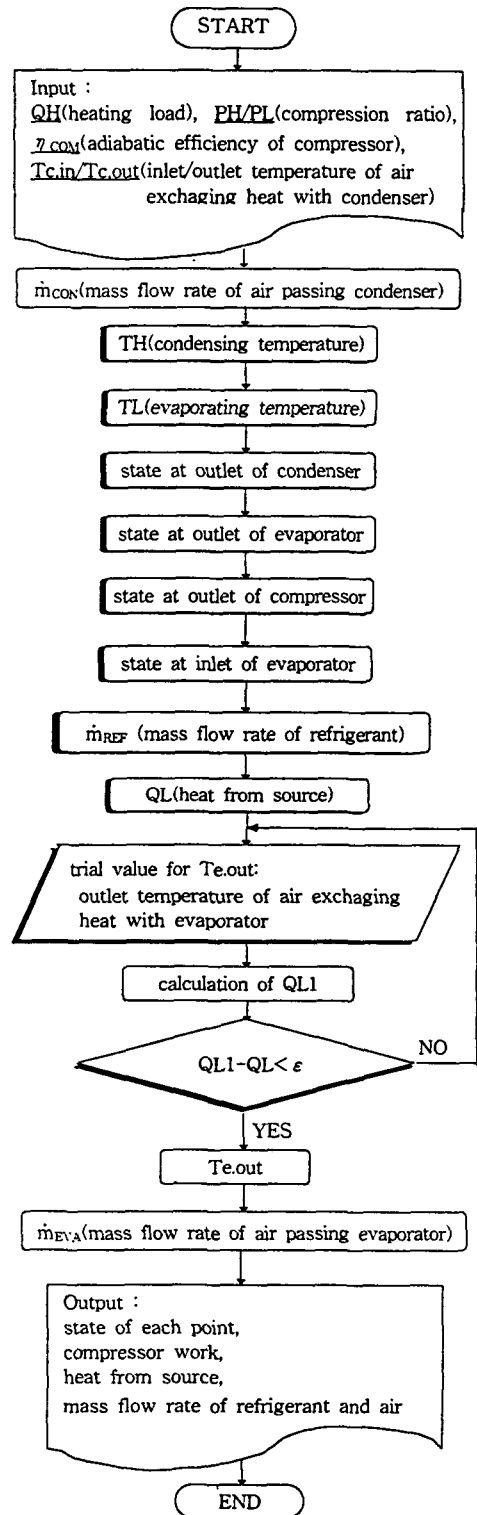 START
Input :
QH(heating load), PH/PL(compression ratio),
ηCOM(adiabatic efficiency of compressor),
Tc.in/Tc.out(inlet/outlet temperature of air
exchaging heat with condenser)
ṁCON(mass flow rate of air passing condenser)
TH(condensing temperature)
TL(evaporating temperature)
state at outlet of condenser
state at outlet of evaporator
state at outlet of compressor
state at inlet of evaporator
ṁREF (mass flow rate of refrigerant)
QL(heat from source)
trial value for Te.out:
outlet temperature of air exchaging
heat with evaporator
calculation of QL1
QL1-QL< ε
NO
YES
Te.out
ṁEVA(mass flow rate of air passing evaporator)
Output :
state of each point,
compressor work,
heat from source,
mass flow rate of refrigerant and air
END